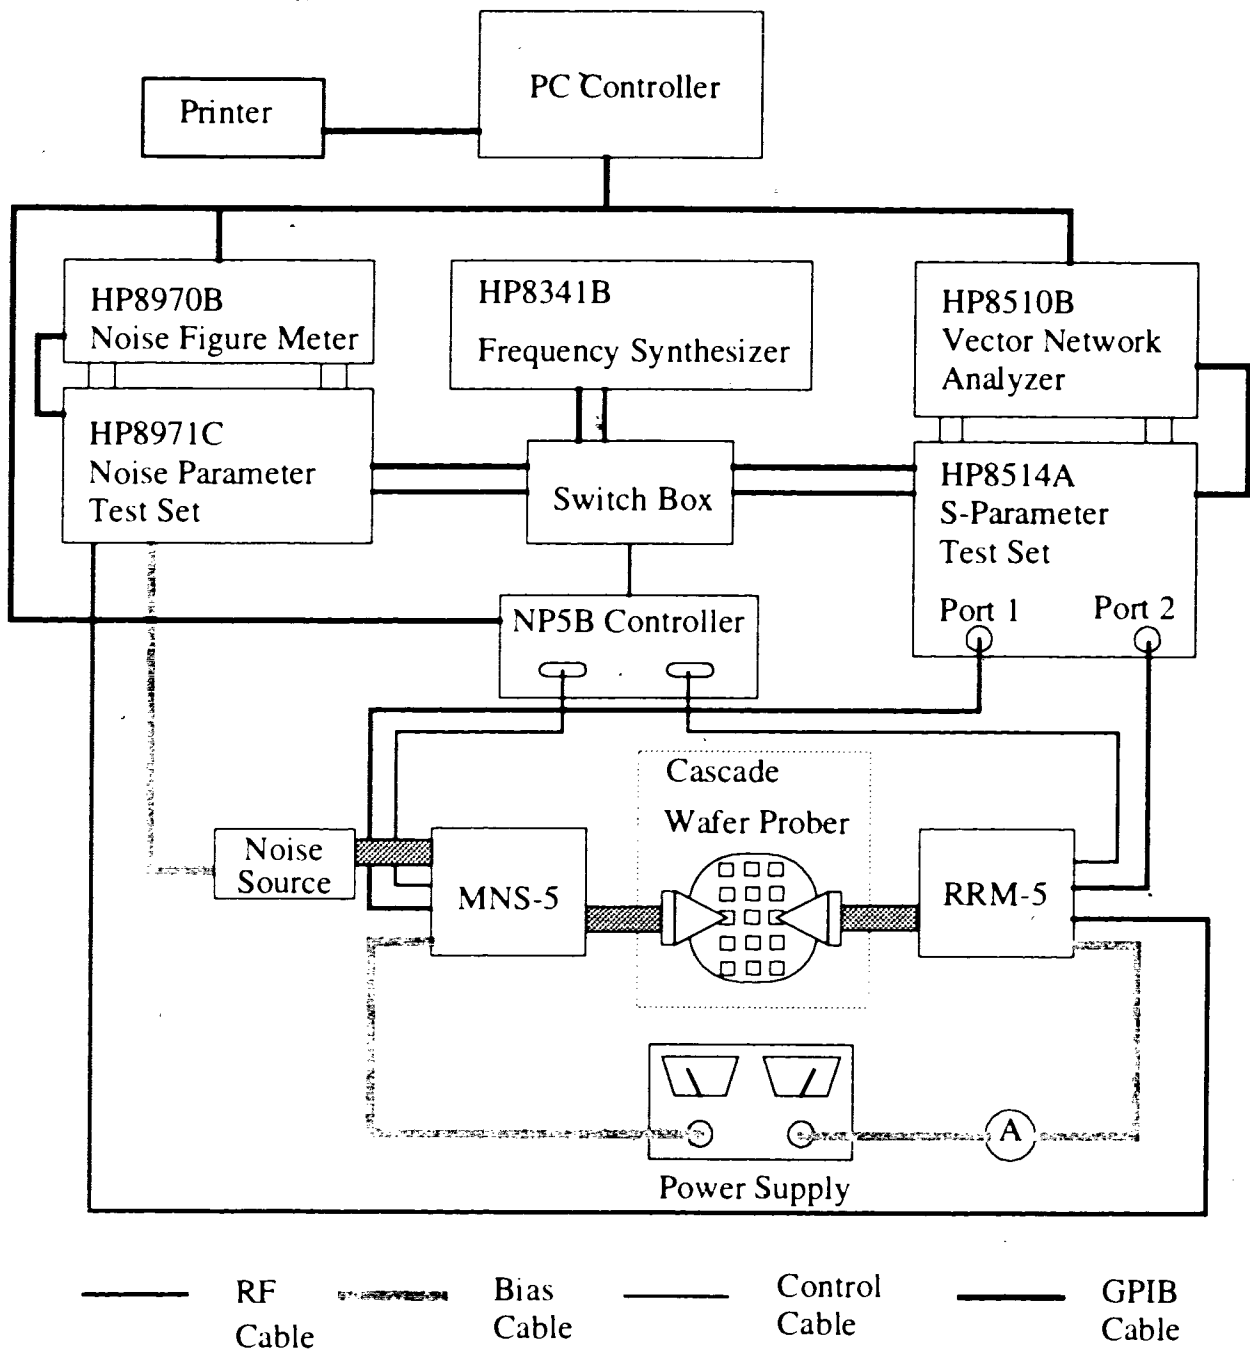 PC Controller
Printer
HP8970B
Noise Figure Meter
HP8341B
Frequency Synthesizer
HP8510B
Vector Network
Analyzer
HP8971C
Noise Parameter
Test Set
Switch Box
HP8514A
S-Parameter
Test Set
Port 1
Port 2
NP5B Controller
Cascade
Wafer Prober
Noise
Source
MNS-5
RRM-5
A
Power Supply
RF
Cable
Bias
Cable
Control
Cable
GPIB
Cable